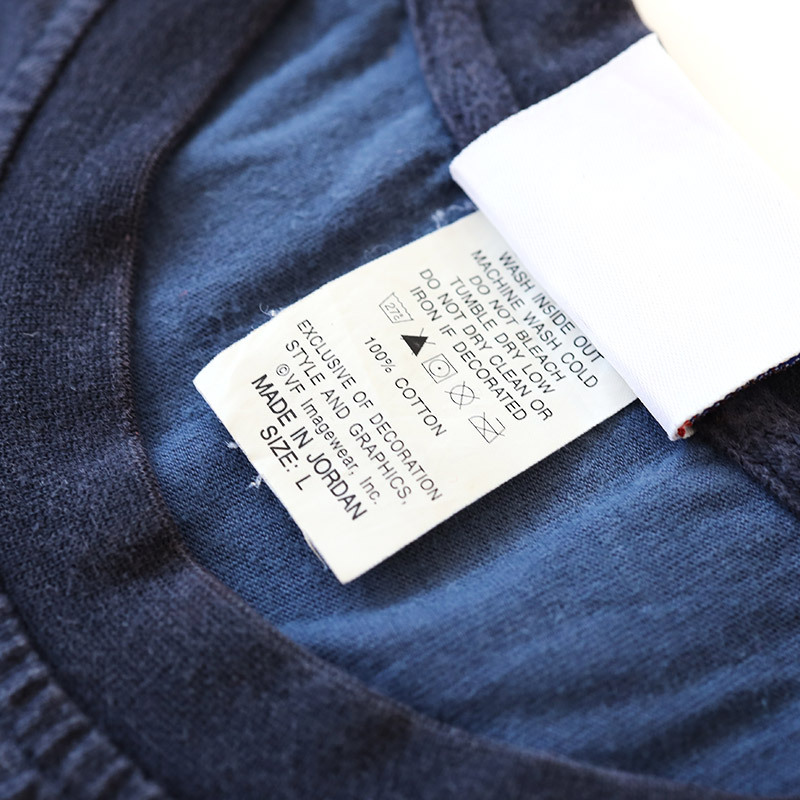 WASH INSIDE OUT
MACHINE WASH COLD
DO NOT BLEACH
TUMBLE DRY LOW
DO NOT DRY CLEAN OR
IRON IF DECORATED
27°
100% COTTON
EXCLUSIVE OF DECORATION
STYLE AND GRAPHICS,
©VF Imagewear, Inc.
MADE IN JORDAN
SIZE: L